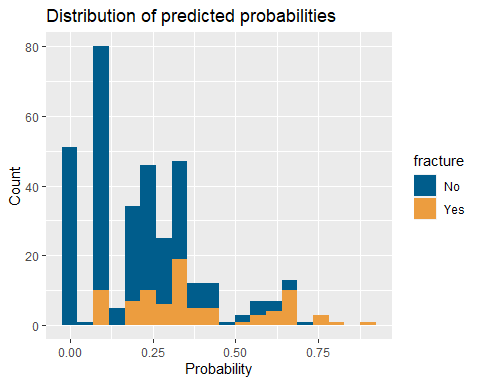 Distribution of predicted probabilities
80
60
40
20
0
Count
0.00
0.25
0.50
0.75
Probability
fracture
No
Yes